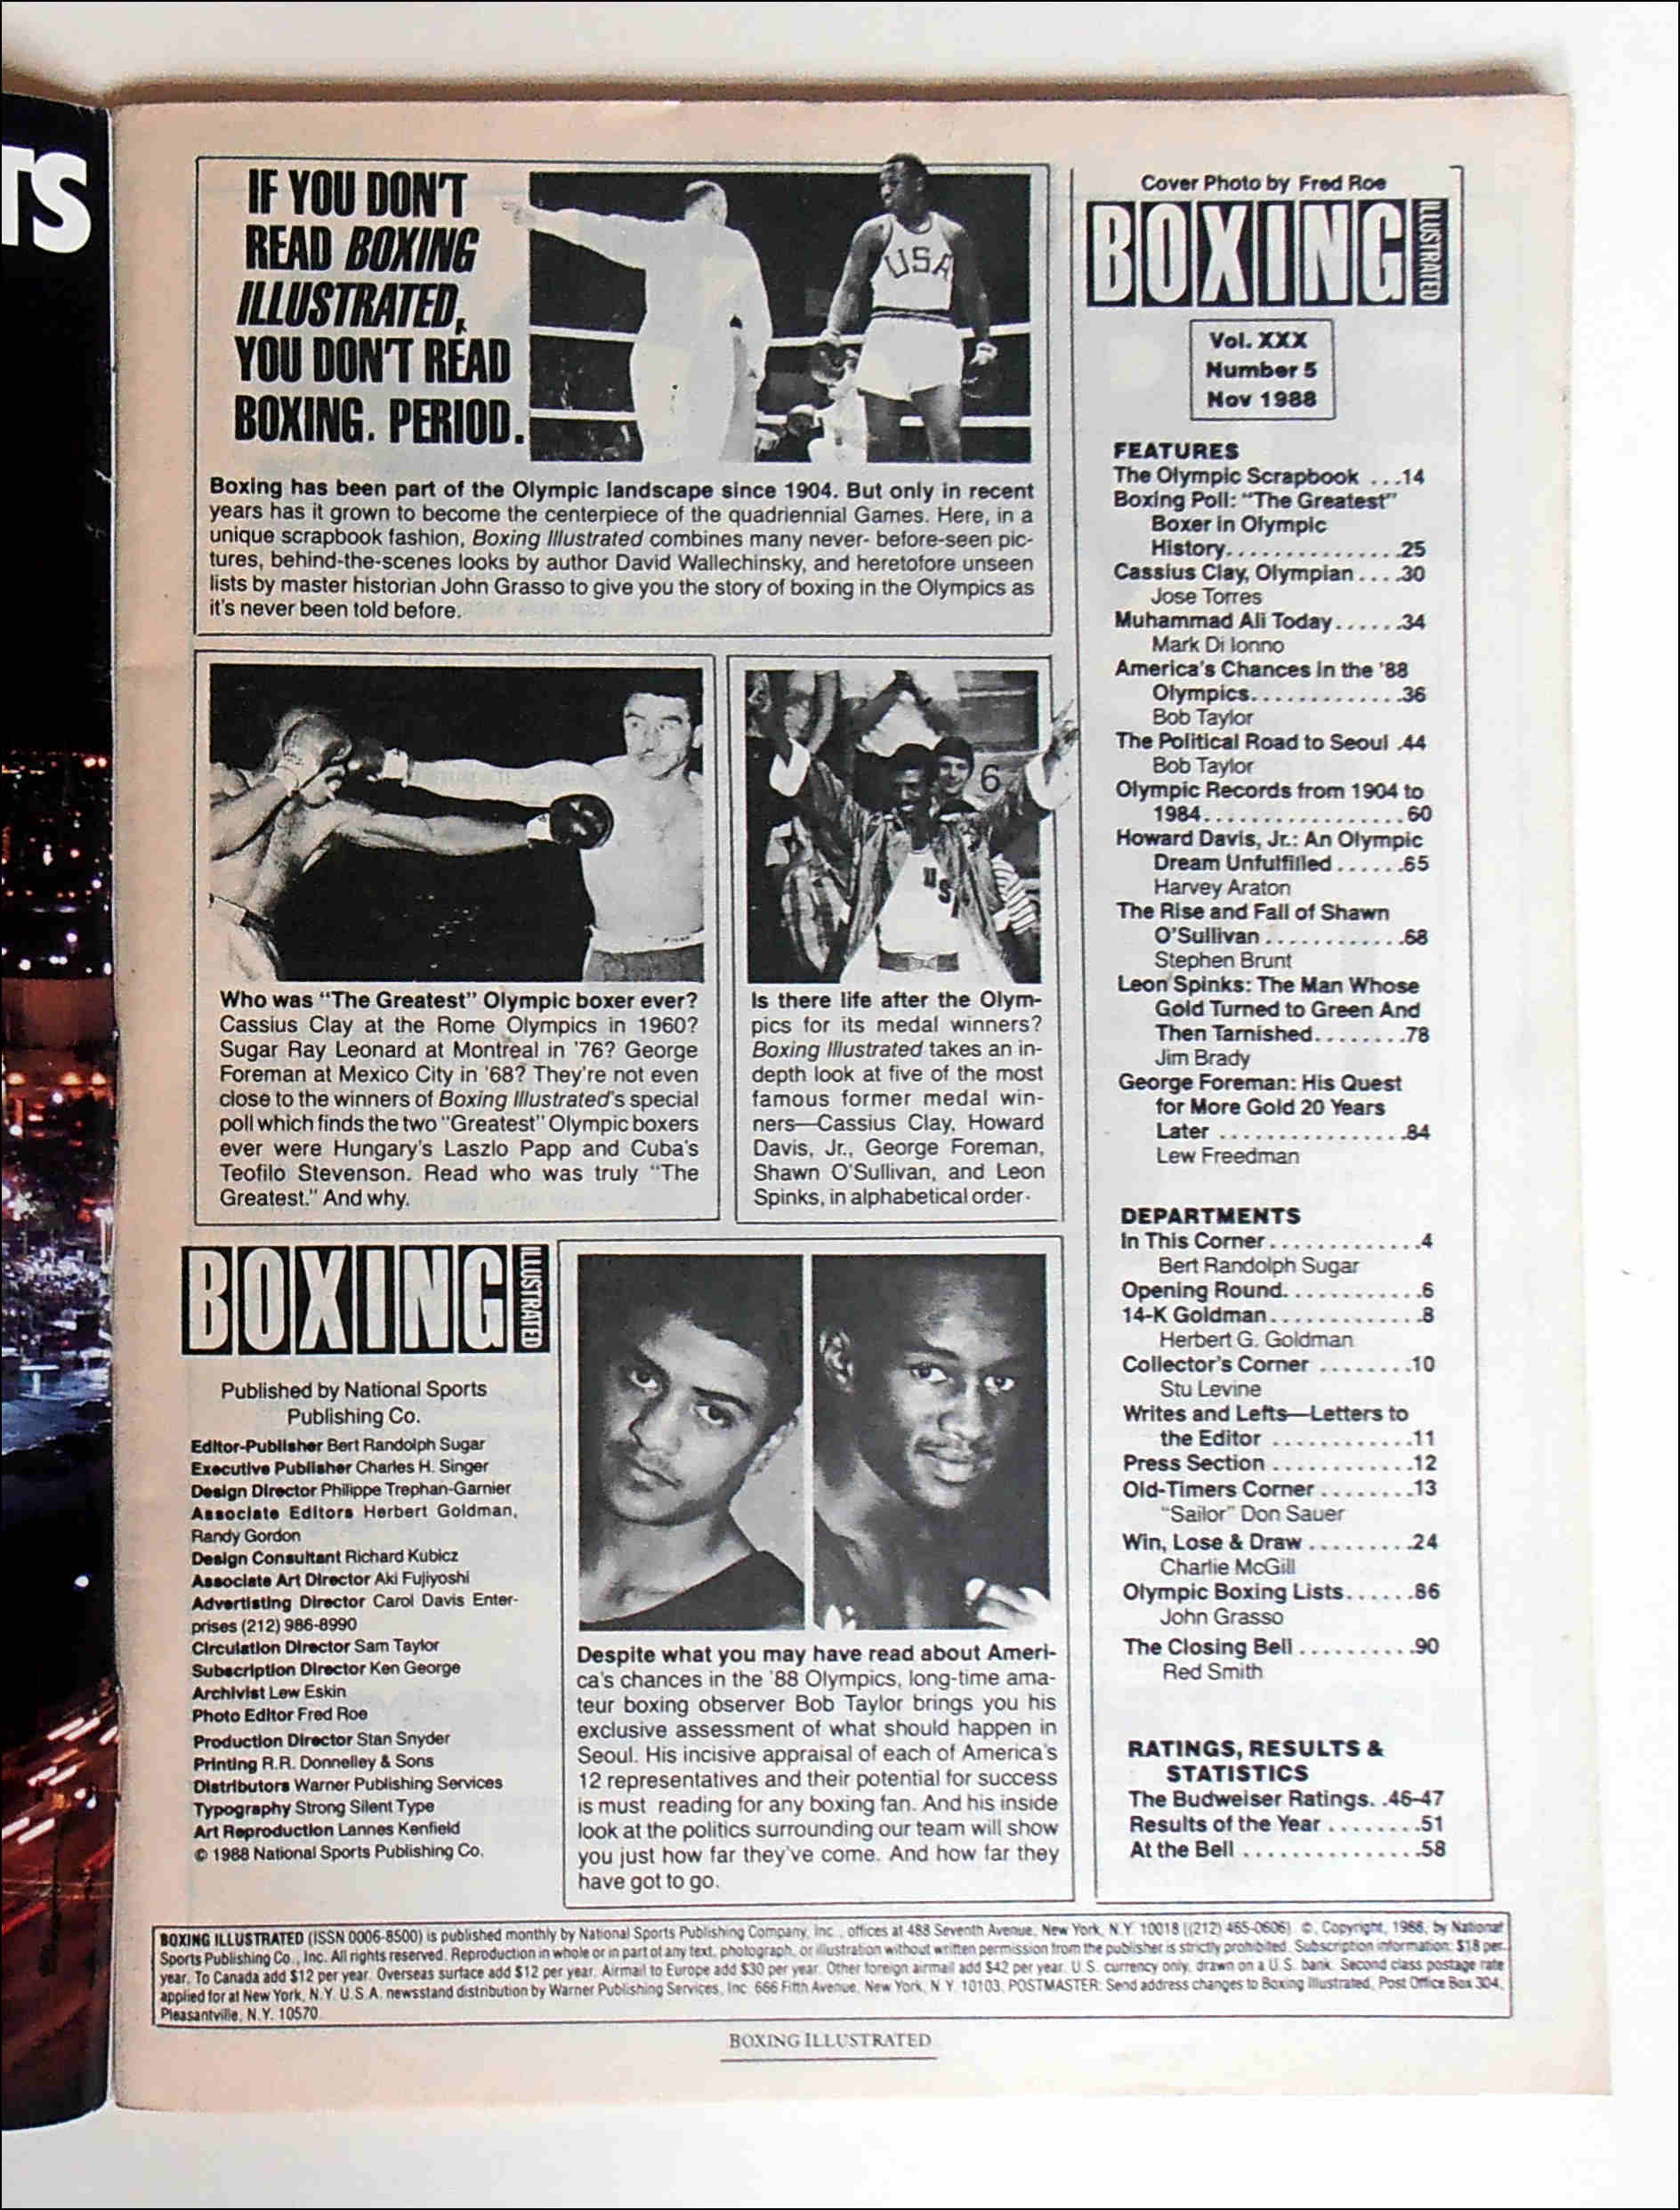 TS
IF YOU DON'T
READ BOXING
ILLUSTRATED,
YOU DON'T READ
BOXING. PERIOD.
USA
Boxing has been part of the Olympic landscape since 1904. But only in recent
years has it grown to become the centerpiece of the quadriennial Games. Here, in a
unique scrapbook fashion, Boxing Illustrated combines many never- before-seen pic-
tures, behind-the-scenes looks by author David Wallechinsky, and heretofore unseen
lists by master historian John Grasso to give you the story of boxing in the Olympics as
it's never been told before.
6
US
Who was "The Greatest" Olympic boxer ever?
Cassius Clay at the Rome Olympics in 1960?
Sugar Ray Leonard at Montreal in '76? George
Foreman at Mexico City in '68? They're not even
close to the winners of Boxing Illustrated's special
poll which finds the two "Greatest" Olympic boxers
ever were Hungary's Laszlo Papp and Cuba's
Teofilo Stevenson. Read who was truly "The
Greatest." And why.
Is there life after the Olym-
pics for its medal winners?
Boxing Illustrated takes an in-
depth look at five of the most
famous former medal win-
ners—Cassius Clay, Howard
Davis, Jr., George Foreman,
Shawn O'Sullivan, and Leon
Spinks, in alphabetical order.
BOXING ILLUSTRATED
Published by National Sports
Publishing Co.
Editor-Publisher Bert Randolph Sugar
Executive Publisher Charles H. Singer
Design Director Philippe Trephan-Garnier
Associate Editors Herbert Goldman,
Randy Gordon
Design Consultant Richard Kubicz
Associate Art Director Aki Fujiyoshi
Advertising Director Carol Davis Enter-
prises (212) 986-8990
Circulation Director Sam Taylor
Subscription Director Ken George
Archivist Lew Eskin
Photo Editor Fred Roe
Production Director Stan Snyder
Printing R.R. Donnelley & Sons
Distributors Warner Publishing Services
Typography Strong Silent Type
Art Reproduction Lannes Kenfield
© 1988 National Sports Publishing Co.
Despite what you may have read about Ameri-
ca's chances in the '88 Olympics, long-time ama-
teur boxing observer Bob Taylor brings you his
exclusive assessment of what should happen in
Seoul. His incisive appraisal of each of America's
12 representatives and their potential for success
is must reading for any boxing fan. And his inside
look at the politics surrounding our team will show
you just how far they've come. And how far they
have got to go.
Cover Photo by Fred Roe
BOXING ILLUSTRATED
Vol. XXX
Number 5
Nov 1988
FEATURES
The Olympic Scrapbook ...14
Boxing Poll: "The Greatest"
Boxer in Olympic
History...............25
Cassius Clay, Olympian....30
Jose Torres
Muhammad Ali Today......34
Mark Di Ionno
America's Chances in the '88
Olympics.............36
Bob Taylor
The Political Road to Seoul .44
Bob Taylor
Olympic Records from 1904 to
1984..................60
Howard Davis, Jr.: An Olympic
Dream Unfulfilled......65
Harvey Araton
The Rise and Fall of Shawn
O'Sullivan............68
Stephen Brunt
Leon Spinks: The Man Whose
Gold Turned to Green And
Then Tarnished........78
Jim Brady
George Foreman: His Quest
for More Gold 20 Years
Later ................84
Lew Freedman
DEPARTMENTS
In This Corner.............4
Bert Randolph Sugar
Opening Round............6
14-K Goldman.............8
Herbert G. Goldman
Collector's Corner ........10
Stu Levine
Writes and Lefts—Letters to
the Editor ............11
Press Section ............12
Old-Timers Corner ........13
"Sailor" Don Sauer
Win, Lose & Draw.........24
Charlie McGill
Olympic Boxing Lists......86
John Grasso
The Closing Bell..........90
Red Smith
RATINGS, RESULTS &
STATISTICS
The Budweiser Ratings. .46-47
Results of the Year ........51
At the Bell ...............58
BOXING ILLUSTRATED (ISSN 0006-8500) is published monthly by National Sports Publishing Company, Inc., offices at 488 Seventh Avenue, New York, N.Y. 10018 [(212) 465-0606]. ©, Copyright, 1988, by National
Sports Publishing Co., Inc. All rights reserved. Reproduction in whole or in part of any text, photograph, or illustration without written permission from the publisher is strictly prohibited. Subscription information: $18 per
year. To Canada add $12 per year. Overseas surface add $12 per year. Airmail to Europe add $30 per year. Other foreign airmail add $42 per year. U.S. currency only, drawn on a U.S. bank. Second class postage rate
applied for at New York, N.Y. U.S.A. newsstand distribution by Warner Publishing Services, Inc. 666 Fifth Avenue, New York, N.Y. 10103. POSTMASTER: Send address changes to Boxing Illustrated, Post Office Box 304,
Pleasantville, N.Y. 10570.
BOXING ILLUSTRATED